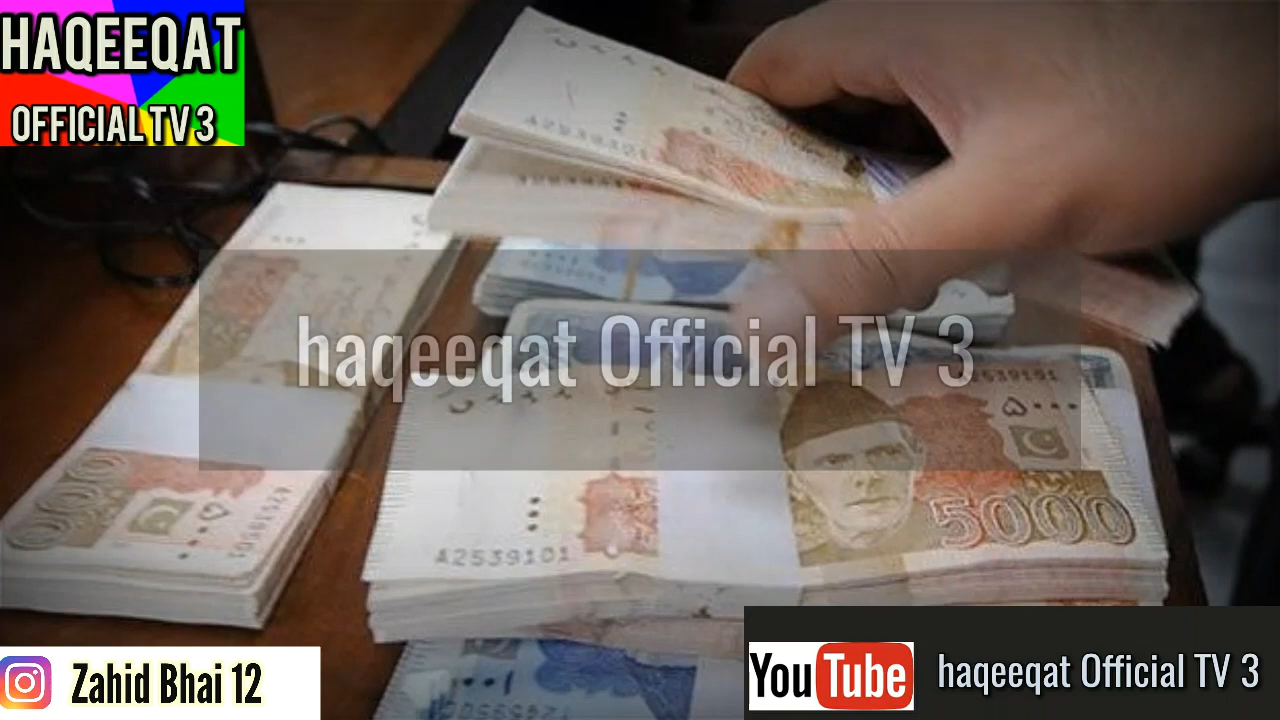 HAQEEQAT
OFFICIAL TV 3
haqeeqat Official TV 3
5000
A2539101
Zahid Bhai 12
YouTube
haqeeqat Official TV 3